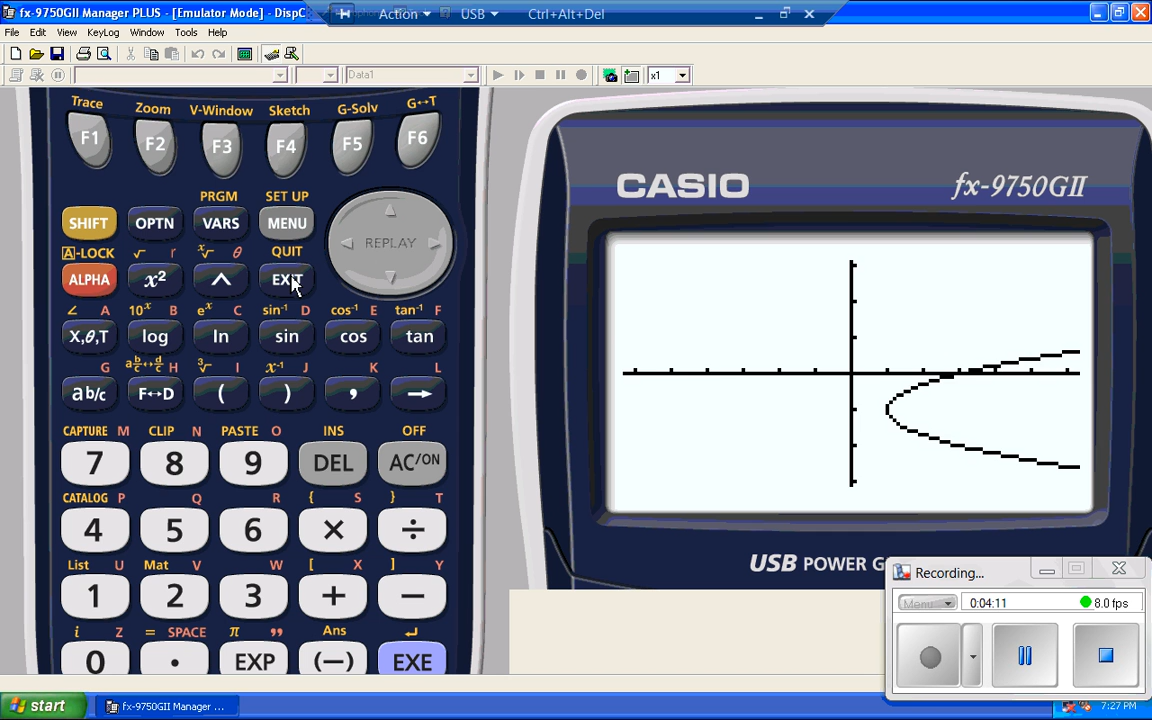 fx-9750GII Manager PLUS - [Emulator Mode] - DispC
Action USB Ctrl+Alt+Del
File Edit View KeyLog Window Tools Help
Data1 x1
Trace Zoom V-Window Sketch G-Solv G↔T
F1 F2 F3 F4 F5 F6
PRGM SET UP
SHIFT OPTN VARS MENU
REPLAY
A-LOCK √ r ˣ√ θ QUIT
ALPHA x² ^ EXIT
∠ A 10ˣ B eˣ C sin⁻¹ D cos⁻¹ E tan⁻¹ F
X,θ,T log ln sin cos tan
G a b/c↔d/c H ³√ I x⁻¹ J K L
a b/c F↔D ( ) , →
CAPTURE M CLIP N PASTE O INS OFF
7 8 9 DEL AC/ON
CATALOG P Q R { S } T
4 5 6 × ÷
List U Mat V W [ X ] Y
1 2 3 + −
i Z = SPACE π " Ans ↵
0 . EXP (−) EXE
CASIO fx-9750GII
USB POWER G
Recording...
Menu 0:04:11 8.0 fps
start fx-9750GII Manager ... 7:27 PM